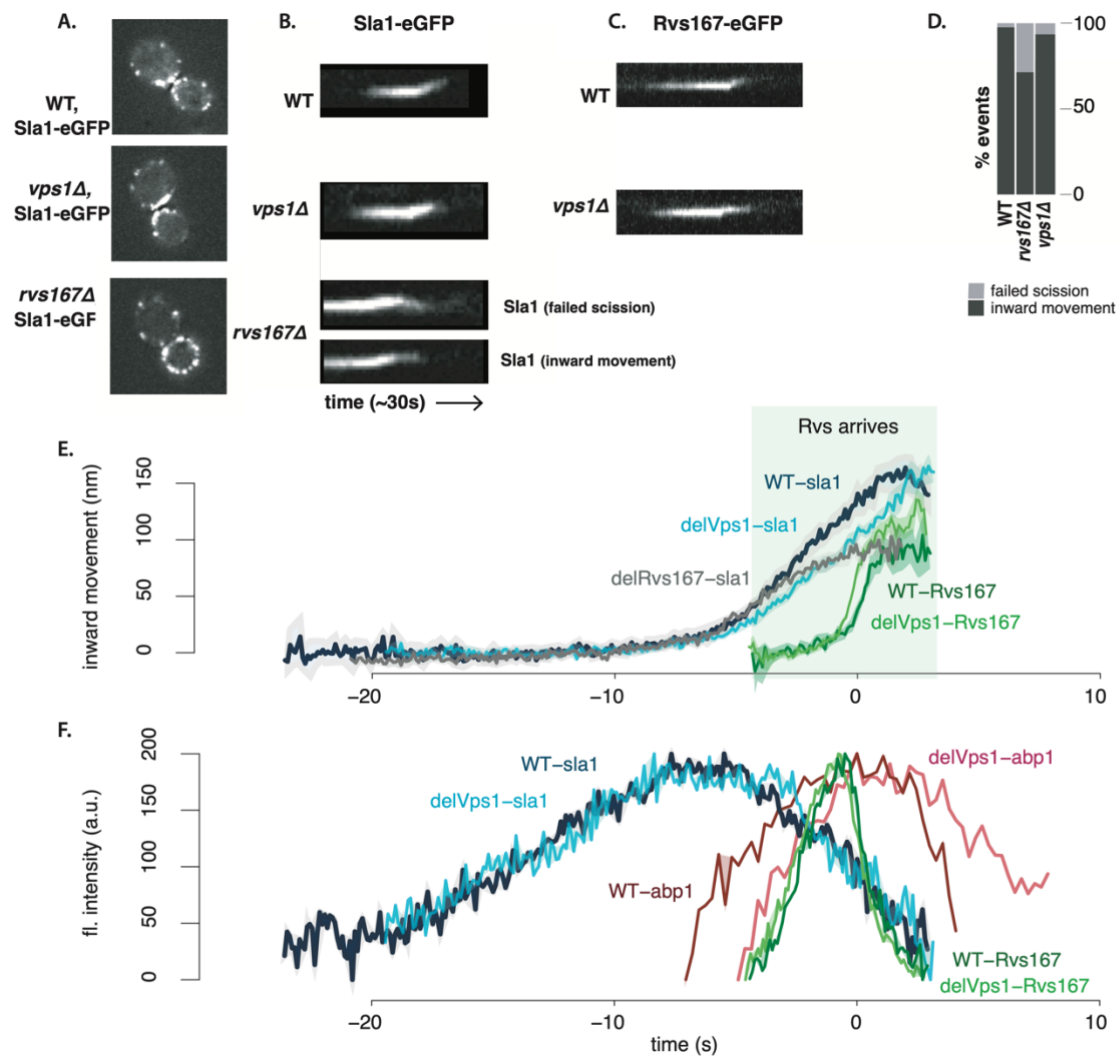 A.
B.
Sla1-eGFP
C.
Rvs167-eGFP
D.
WT,
Sla1-eGFP
vps1Δ,
Sla1-eGFP
rvs167Δ
Sla1-eGF
WT
vps1Δ
rvs167Δ
Sla1 (failed scission)
Sla1 (inward movement)
time (~30s)
WT
vps1Δ
% events
100
50
0
WT
rvs167Δ
vps1Δ
failed scission
inward movement
E.
inward movement (nm)
150
100
50
0
Rvs arrives
WT−sla1
delVps1−sla1
delRvs167−sla1
WT−Rvs167
delVps1−Rvs167
−20
−10
0
10
F.
fl. intensity (a.u.)
200
150
100
50
0
WT−sla1
delVps1−sla1
delVps1−abp1
WT−abp1
WT−Rvs167
delVps1−Rvs167
−20
−10
0
10
time (s)